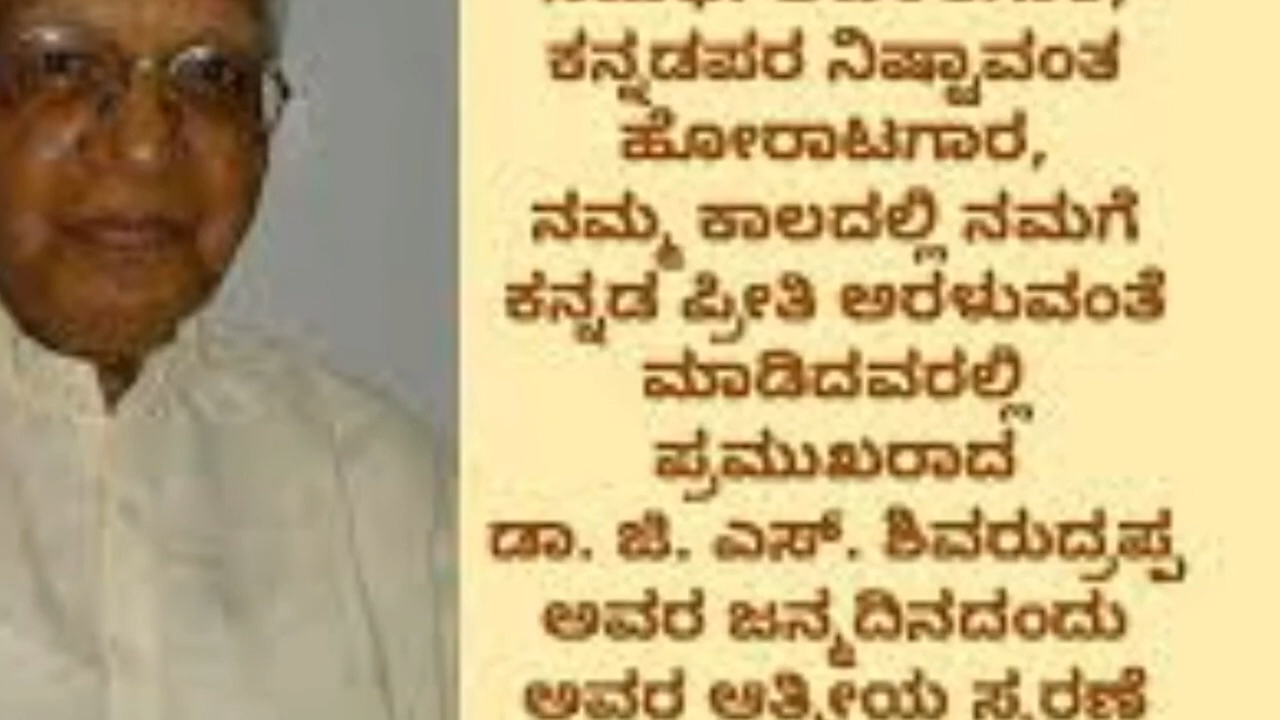 ಕನ್ನಡಪರ ನಿಷ್ಠಾವಂತ
ಹೋರಾಟಗಾರ,
ನಮ್ಮ ಕಾಲದಲ್ಲಿ ನಮಗೆ
ಕನ್ನಡ ಪ್ರೀತಿ ಅರಳುವಂತೆ
ಮಾಡಿದವರಲ್ಲಿ
ಪ್ರಮುಖರಾದ
ಡಾ. ಜಿ. ಎಸ್. ಶಿವರುದ್ರಪ್ಪ
ಅವರ ಜನ್ಮದಿನದಂದು
ಅವರ ಆತ್ಮೀಯ ಸ್ಮರಣೆ